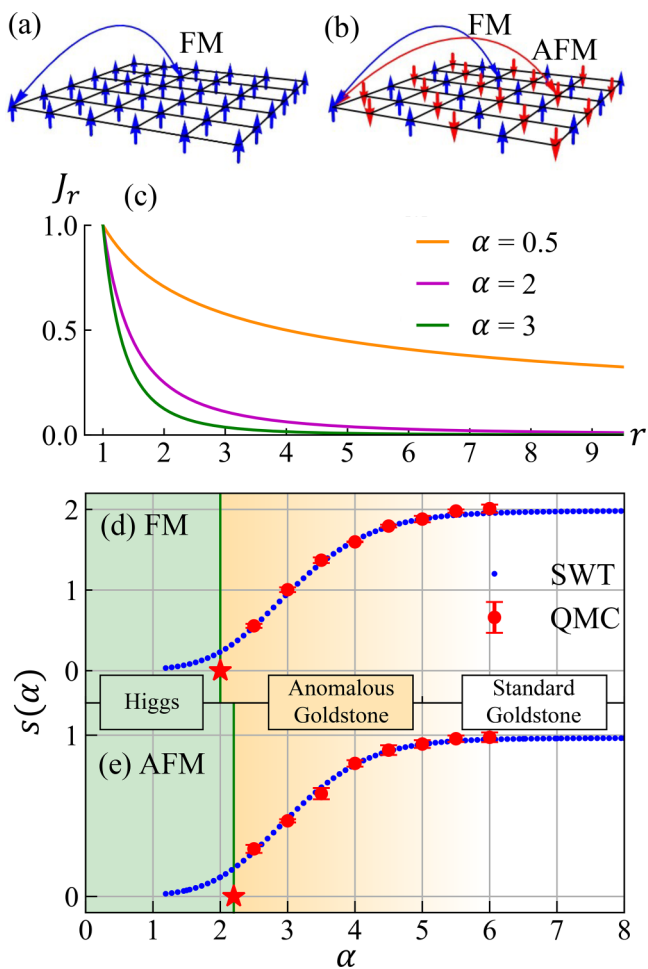 (a)
FM
(b)
FM
AFM
J_r
(c)
α = 0.5
α = 2
α = 3
1.0
0.5
0.0
1 2 3 4 5 6 7 8 9 r
(d) FM
SWT
QMC
2
1
0
s(α)
Higgs
Anomalous
Goldstone
Standard
Goldstone
(e) AFM
1
0
0 1 2 3 4 5 6 7 8
α